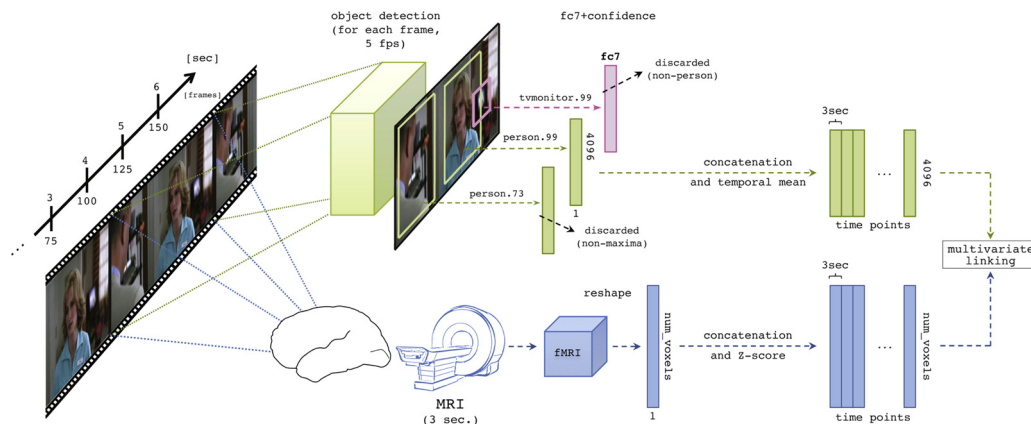 object detection
(for each frame,
5 fps)
fc7+confidence
[sec]
[frames]
6
150
5
125
4
100
3
75
...
fc7
discarded
(non-person)
tvmonitor.99
person.99
4096
1
person.73
discarded
(non-maxima)
concatenation
and temporal mean
3sec
...
4096
time points
multivariate
linking
MRI
(3 sec.)
fMRI
reshape
num_voxels
1
concatenation
and Z-score
3sec
...
num_voxels
time points